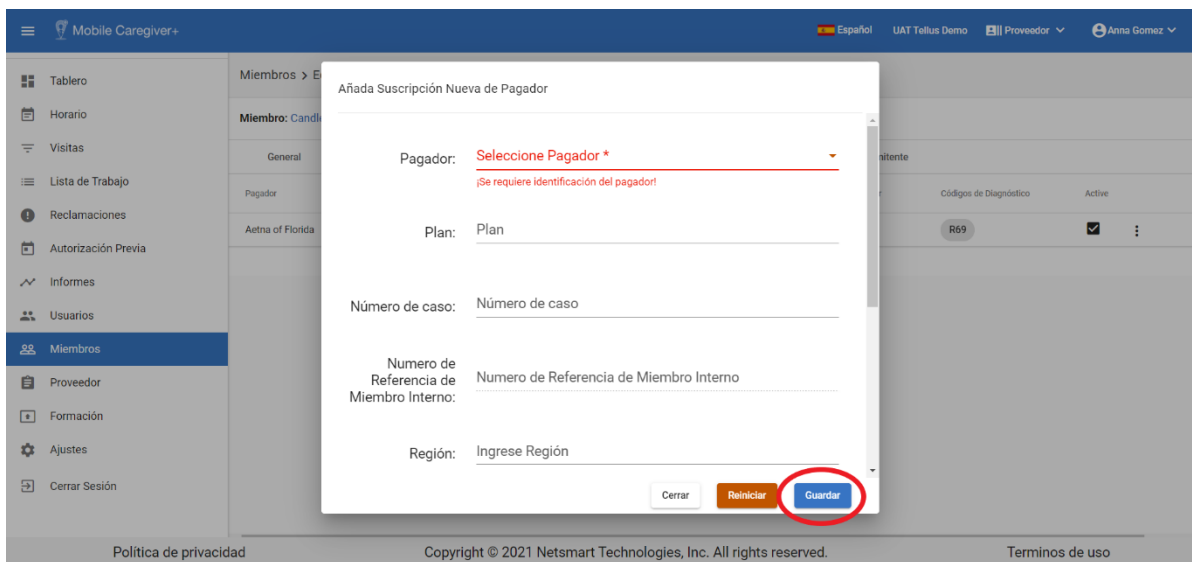 Mobile Caregiver+
Español UAT Tellus Demo Proveedor Anna Gomez
Tablero
Horario
Visitas
Lista de Trabajo
Reclamaciones
Autorización Previa
Informes
Usuarios
Miembros
Proveedor
Formación
Ajustes
Cerrar Sesión
Miembros > E
Miembro: Candl
General
Pagador
Aetna of Florida
Añada Suscripción Nueva de Pagador
Pagador: Seleccione Pagador *
¡Se requiere identificación del pagador!
Plan: Plan
Número de caso: Número de caso
Numero de
Referencia de
Miembro Interno:
Numero de Referencia de Miembro Interno
Región: Ingrese Región
Cerrar Reiniciar Guardar
nitente
Códigos de Diagnóstico Active
R69
Política de privacidad Copyright © 2021 Netsmart Technologies, Inc. All rights reserved. Terminos de uso